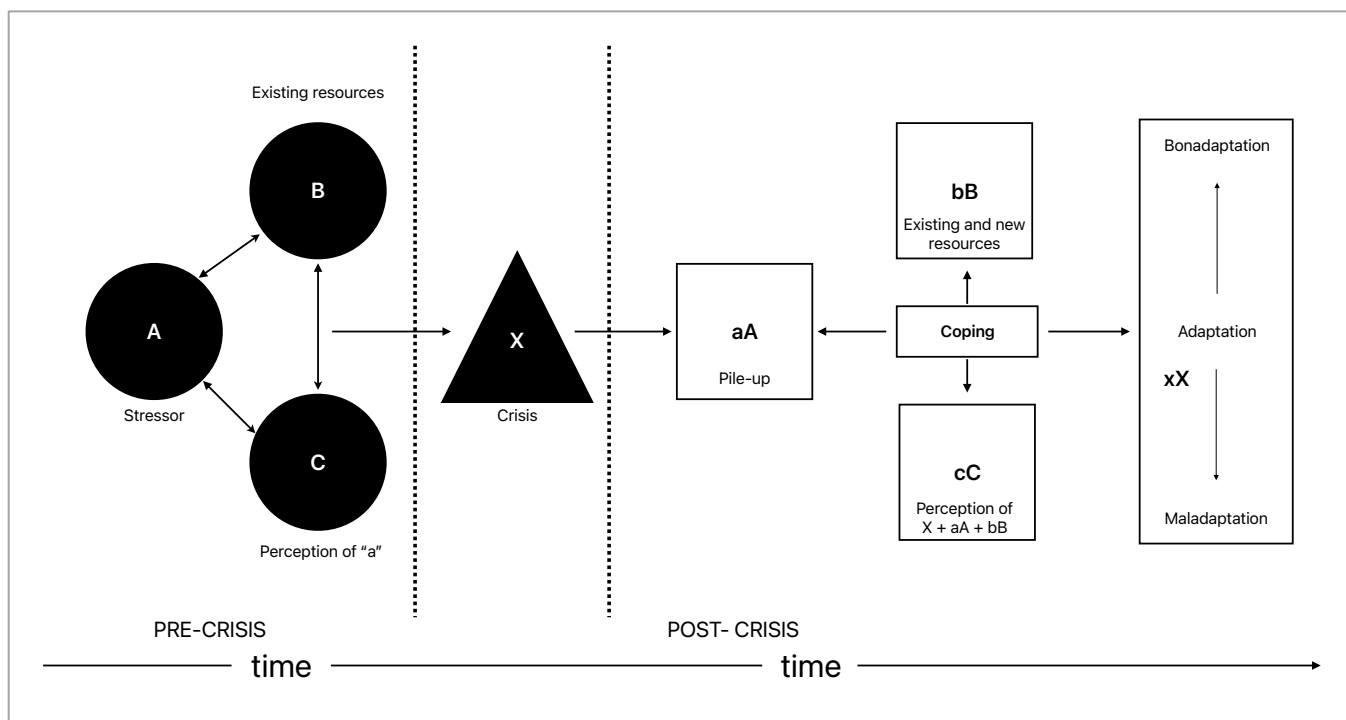 Existing resources
B
A
Stressor
C
Perception of “a”
X
Crisis
aA
Pile-up
bB
Existing and new
resources
Coping
cC
Perception of
X + aA + bB
Bonadaptation
Adaptation
xX
Maladaptation
PRE-CRISIS
POST- CRISIS
time
time